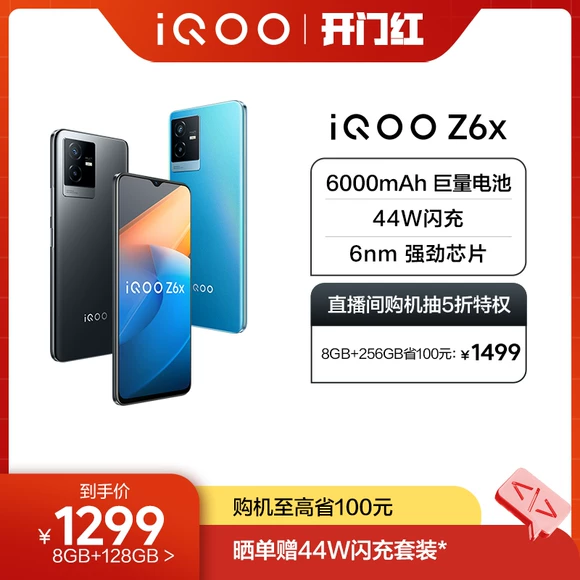 iQOO | 开门红
iQOO Z6x
6000mAh 巨量电池
44W闪充
6nm 强劲芯片
直播间购机抽5折特权
8GB+256GB省100元：¥1499
iQOO
iQOO
iQOO Z6x
到手价
¥1299
8GB+128GB >
购机至高省100元
晒单赠44W闪充套装*